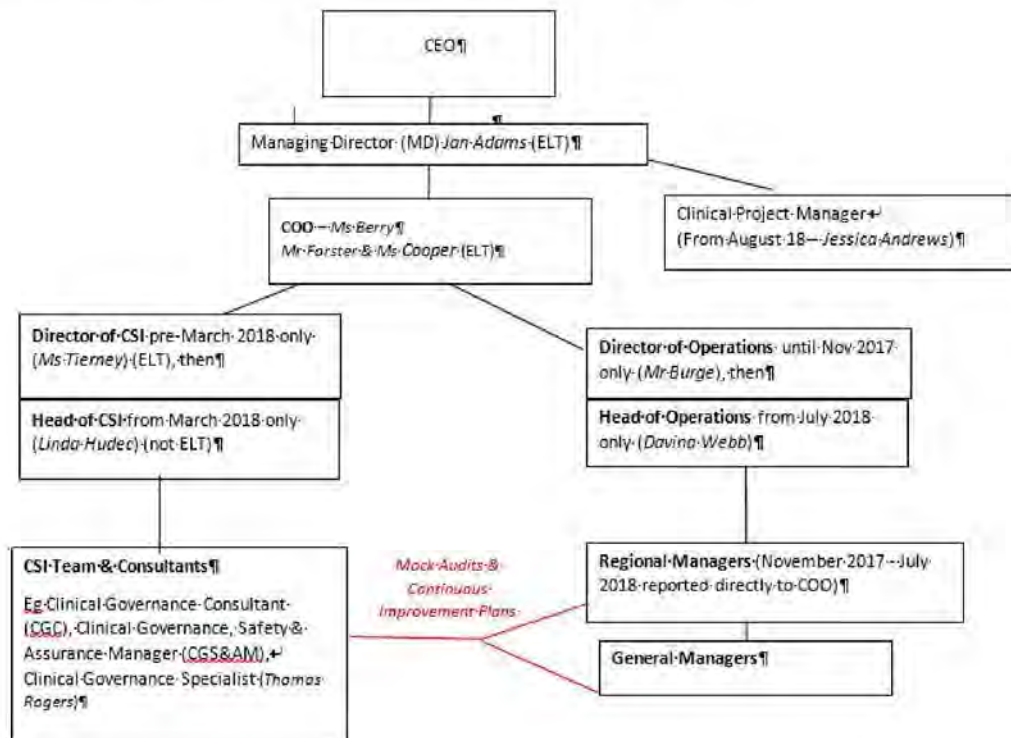 CEO¶
¶
Managing·Director·(MD)·Jan·Adams·(ELT)¶
COO·–·Ms·Berry¶
Mr·Forster·&·Ms·Cooper·(ELT)¶
Clinical·Project·Manager↵
(From·August·18–·Jessica·Andrews)¶
Director·of·CSI·pre-March·2018·only·
(Ms·Tierney)·(ELT),·then¶
Head·of·CSI·from·March·2018·only·
(Linda·Hudec)·(not·ELT)¶
Director·of·Operations·until·Nov·2017·
only·(Mr·Burge),·then¶
Head·of·Operations·from·July·2018·
only·(Davina·Webb)¶
CSI·Team·&·Consultants¶
Eg·Clinical·Governance·Consultant·
(CGC),·Clinical·Governance,·Safety·&·
Assurance·Manager·(CGS&AM),↵
Clinical·Governance·Specialist·(Thomas·
Rogers)¶
Mock·Audits·&·
Continuous·
Improvement·Plans·
Regional·Managers·(November·2017·–·July·
2018·reported·directly·to·COO)¶
General·Managers¶